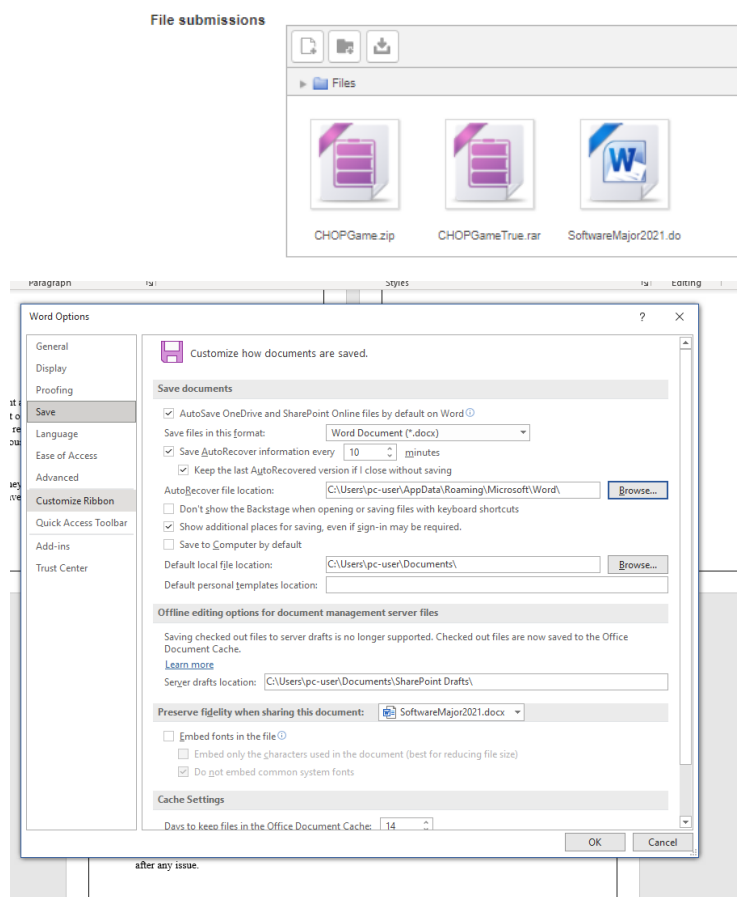 File submissions
Files
CHOPGame.zip CHOPGameTrue.rar SoftwareMajor2021.do
Paragraph Styles Editing
Word Options ?
General
Display
Proofing
Save
Language
Ease of Access
Advanced
Customize Ribbon
Quick Access Toolbar
Add-ins
Trust Center
Customize how documents are saved.
Save documents
AutoSave OneDrive and SharePoint Online files by default on Word
Save files in this format: Word Document (*.docx)
Save AutoRecover information every 10 minutes
Keep the last AutoRecovered version if I close without saving
AutoRecover file location: C:\Users\pc-user\AppData\Roaming\Microsoft\Word\ Browse...
Don't show the Backstage when opening or saving files with keyboard shortcuts
Show additional places for saving, even if sign-in may be required.
Save to Computer by default
Default local file location: C:\Users\pc-user\Documents\ Browse...
Default personal templates location:
Offline editing options for document management server files
Saving checked out files to server drafts is no longer supported. Checked out files are now saved to the Office
Document Cache.
Learn more
Server drafts location: C:\Users\pc-user\Documents\SharePoint Drafts\
Preserve fidelity when sharing this document: SoftwareMajor2021.docx
Embed fonts in the file
Embed only the characters used in the document (best for reducing file size)
Do not embed common system fonts
Cache Settings
Days to keep files in the Office Document Cache: 14
OK Cancel
after any issue.